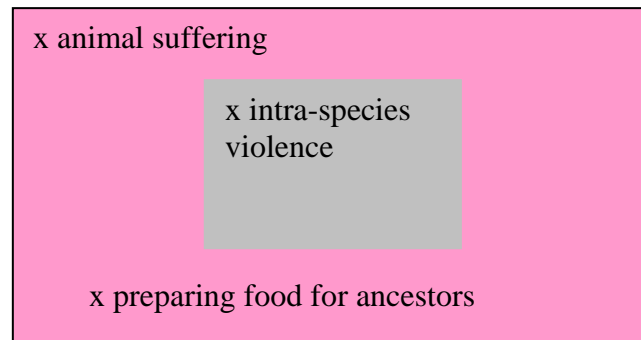 x animal suffering
x intra-species
violence
x preparing food for ancestors